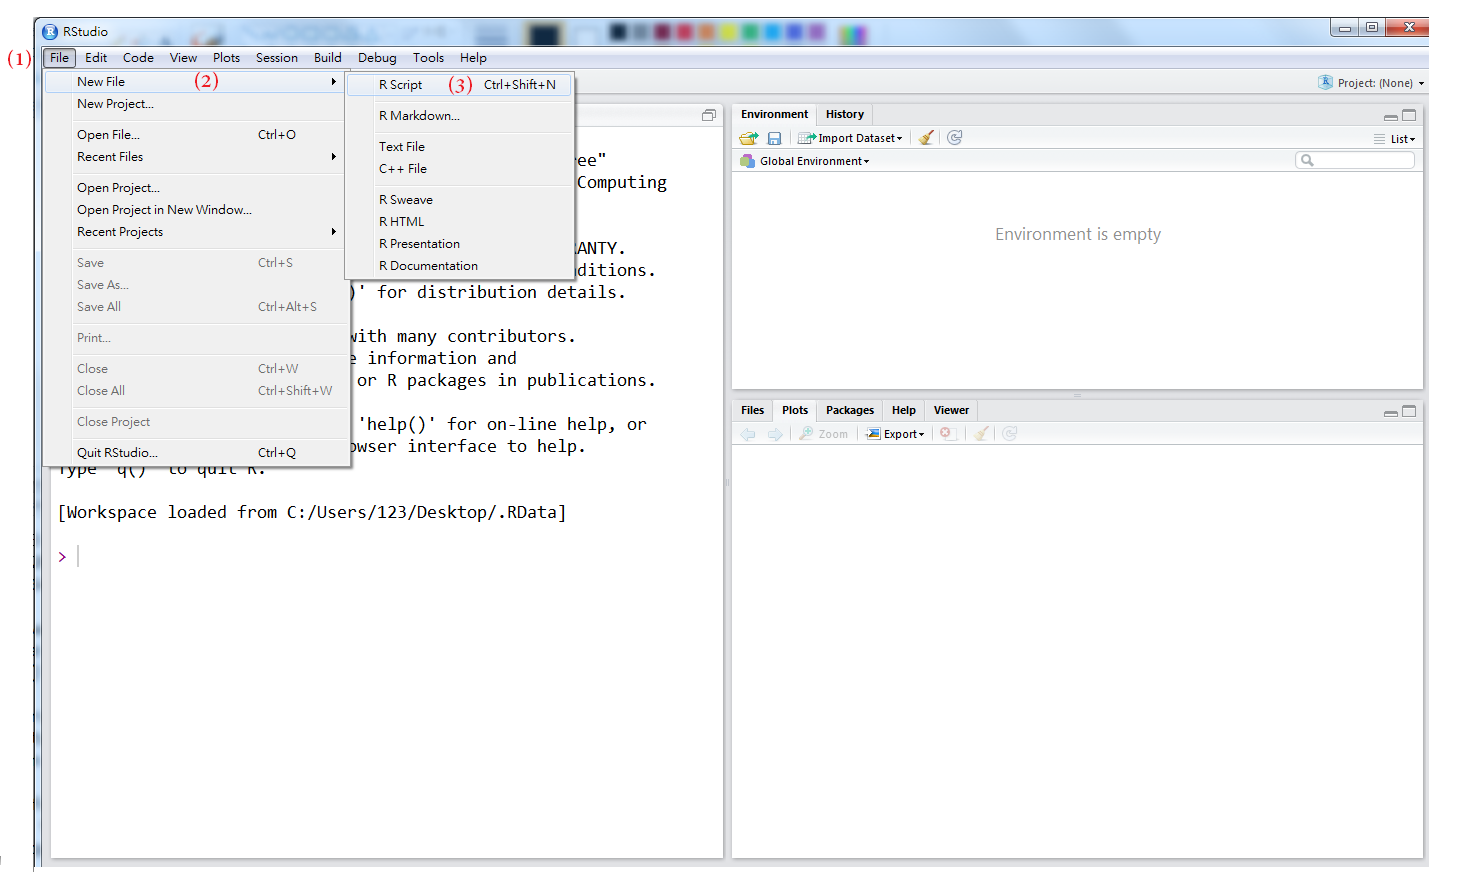 RStudio
(1) File Edit Code View Plots Session Build Debug Tools Help
New File (2)
New Project...
Open File... Ctrl+O
Recent Files
Open Project...
Open Project in New Window...
Recent Projects
Save Ctrl+S
Save As...
Save All Ctrl+Alt+S
Print...
Close Ctrl+W
Close All Ctrl+Shift+W
Close Project
Quit RStudio... Ctrl+Q
R Script (3) Ctrl+Shift+N
R Markdown...
Text File
C++ File
R Sweave
R HTML
R Presentation
R Documentation
Project: (None)
ree"
Computing
ANTY.
ditions.
)' for distribution details.
with many contributors.
e information and
or R packages in publications.
'help()' for on-line help, or
owser interface to help.
Type 'q()' to quit R.
[Workspace loaded from C:/Users/123/Desktop/.RData]
>
Environment History
Import Dataset List
Global Environment
Environment is empty
Files Plots Packages Help Viewer
Zoom Export